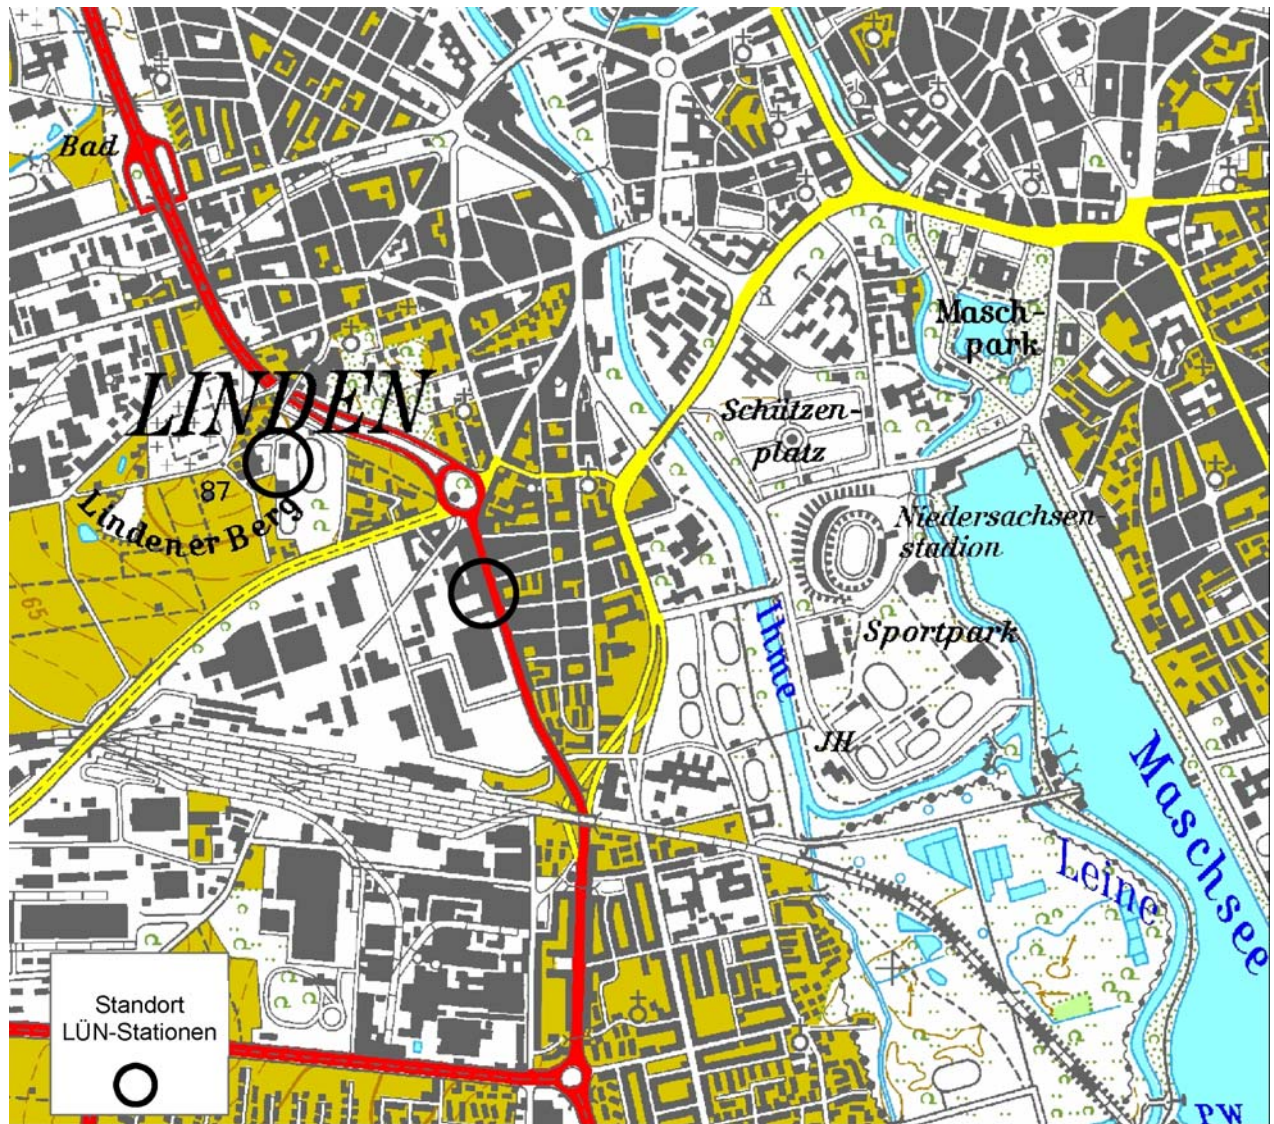 Bad
Masch-
park
LINDEN
Schützen-
platz
87
Lindener Berg
Niedersachsen-
stadion
65
Ihme
Sportpark
JH
Maschsee
Leine
Standort
LÜN-Stationen
PW